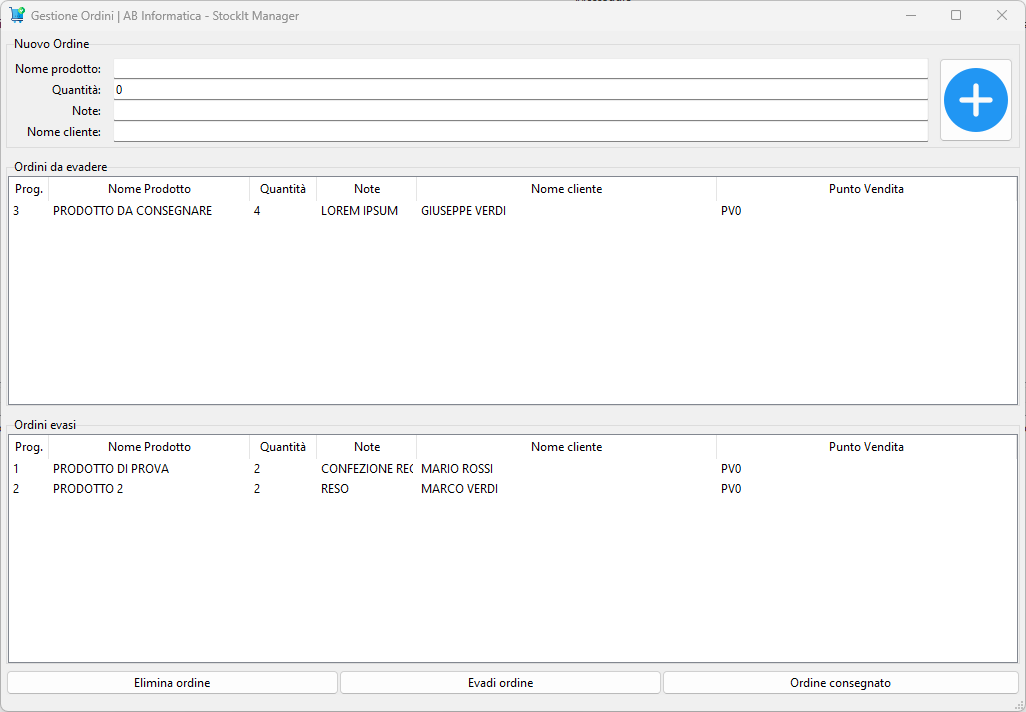 Gestione Ordini | AB Informatica - StockIt Manager
Nuovo Ordine
Nome prodotto:
Quantità: 0
Note:
Nome cliente:
Ordini da evadere
Prog. Nome Prodotto Quantità Note Nome cliente Punto Vendita
3 PRODOTTO DA CONSEGNARE 4 LOREM IPSUM GIUSEPPE VERDI PV0
Ordini evasi
Prog. Nome Prodotto Quantità Note Nome cliente Punto Vendita
1 PRODOTTO DI PROVA 2 CONFEZIONE REG MARIO ROSSI PV0
2 PRODOTTO 2 2 RESO MARCO VERDI PV0
Elimina ordine Evadi ordine Ordine consegnato